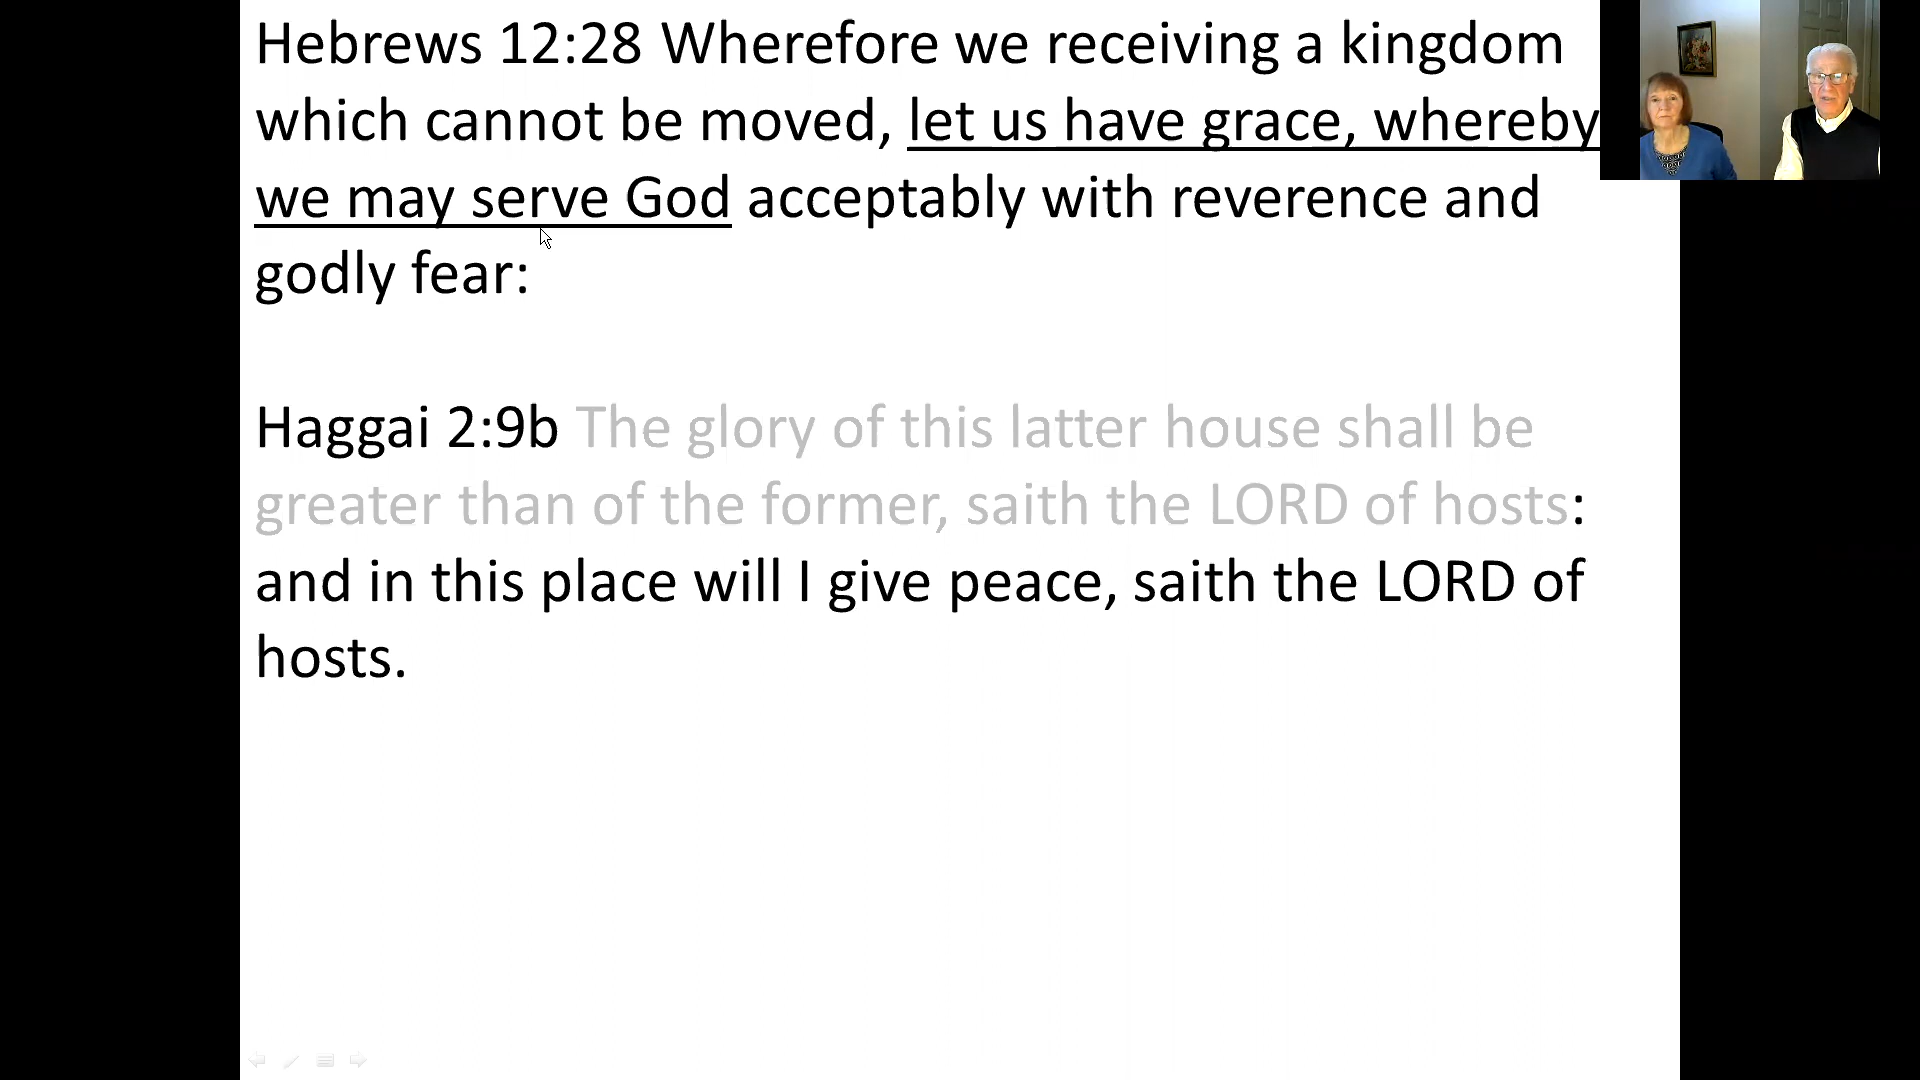 Hebrews 12:28 Wherefore we receiving a kingdom
which cannot be moved, let us have grace, whereby
we may serve God acceptably with reverence and
godly fear:
Haggai 2:9b The glory of this latter house shall be
greater than of the former, saith the LORD of hosts:
and in this place will I give peace, saith the LORD of
hosts.